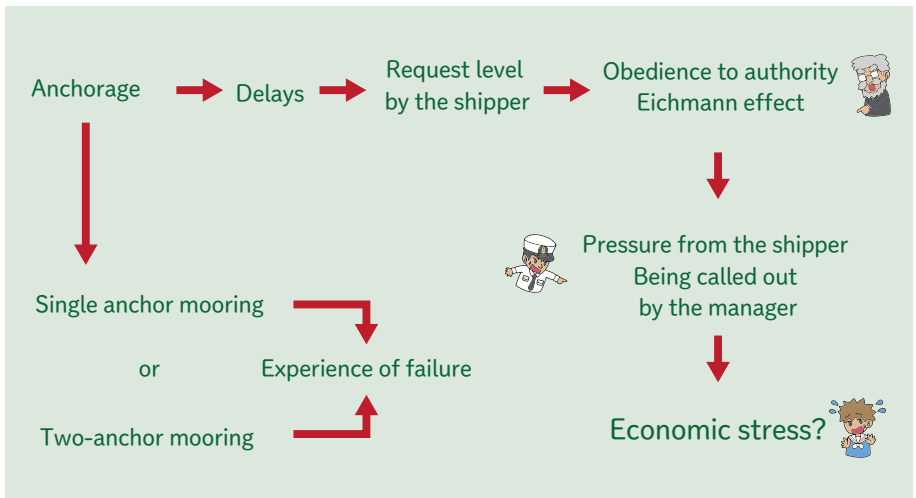 Anchorage
Delays
Request level
by the shipper
Obedience to authority
Eichmann effect
Pressure from the shipper
Being called out
by the manager
Economic stress?
Single anchor mooring
or
Two-anchor mooring
Experience of failure